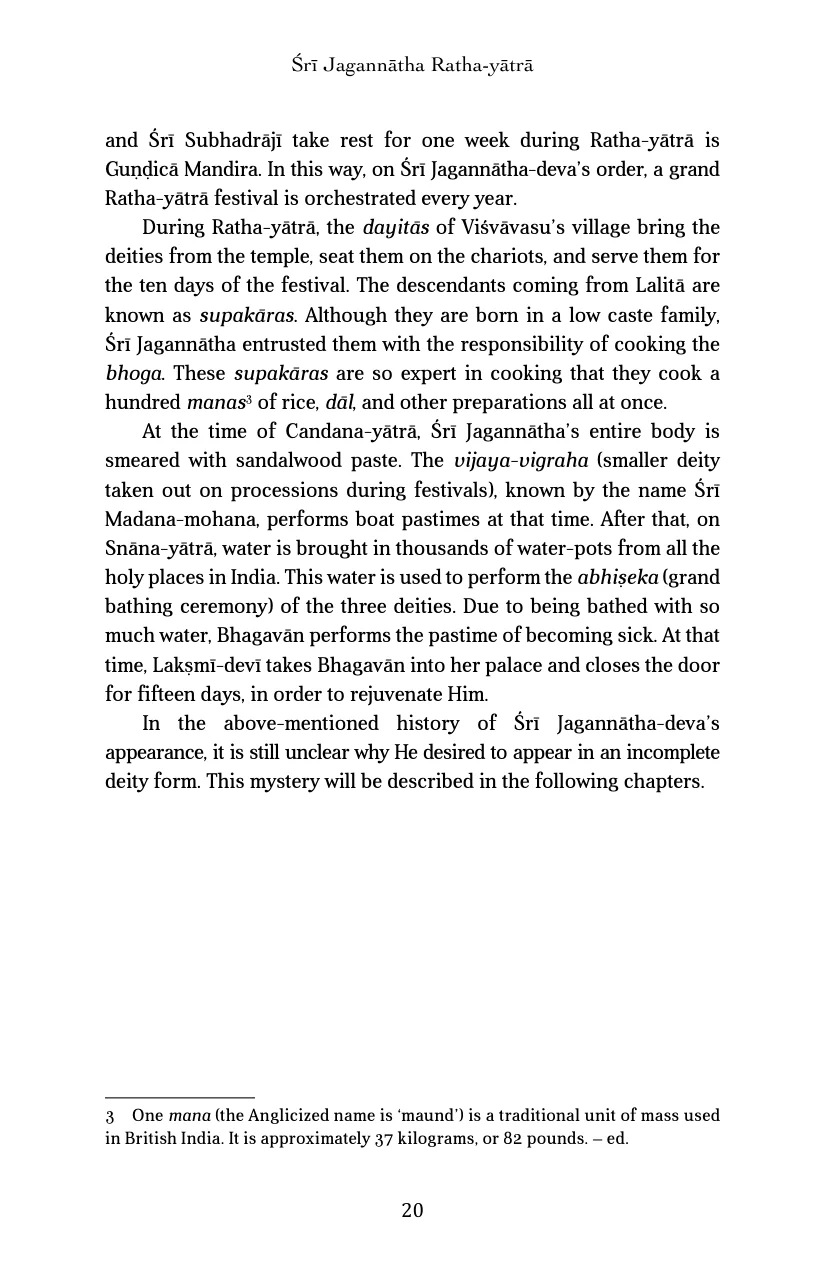 Śrī Jagannātha Ratha-yātrā
and Śrī Subhadrājī take rest for one week during Ratha-yātrā is
Guṇḍicā Mandira. In this way, on Śrī Jagannātha-deva’s order, a grand
Ratha-yātrā festival is orchestrated every year.
During Ratha-yātrā, the dayitās of Viśvāvasu’s village bring the
deities from the temple, seat them on the chariots, and serve them for
the ten days of the festival. The descendants coming from Lalitā are
known as supakāras. Although they are born in a low caste family,
Śrī Jagannātha entrusted them with the responsibility of cooking the
bhoga. These supakāras are so expert in cooking that they cook a
hundred manas³ of rice, dāl, and other preparations all at once.
At the time of Candana-yātrā, Śrī Jagannātha’s entire body is
smeared with sandalwood paste. The vijaya-vigraha (smaller deity
taken out on processions during festivals), known by the name Śrī
Madana-mohana, performs boat pastimes at that time. After that, on
Snāna-yātrā, water is brought in thousands of water-pots from all the
holy places in India. This water is used to perform the abhiṣeka (grand
bathing ceremony) of the three deities. Due to being bathed with so
much water, Bhagavān performs the pastime of becoming sick. At that
time, Lakṣmī-devī takes Bhagavān into her palace and closes the door
for fifteen days, in order to rejuvenate Him.
In the above-mentioned history of Śrī Jagannātha-deva’s
appearance, it is still unclear why He desired to appear in an incomplete
deity form. This mystery will be described in the following chapters.
3 One mana (the Anglicized name is ‘maund’) is a traditional unit of mass used
in British India. It is approximately 37 kilograms, or 82 pounds. – ed.
20